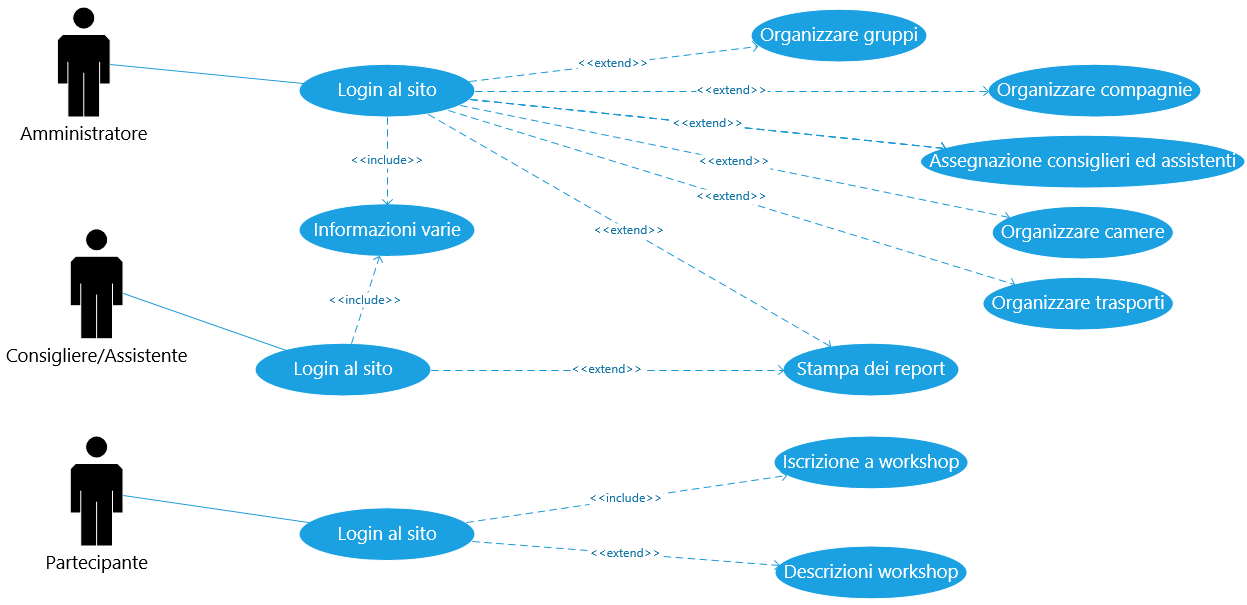 Organizzare gruppi
<<extend>>
Login al sito
<<extend>>
Organizzare compagnie
Amministratore
<<extend>>
<<include>>
<<extend>>
Assegnazione consiglieri ed assistenti
<<extend>>
Informazioni varie
<<extend>>
Organizzare camere
<<include>>
Organizzare trasporti
Consigliere/Assistente
Login al sito
<<extend>>
Stampa dei report
Iscrizione a workshop
<<include>>
Login al sito
<<extend>>
Partecipante
Descrizioni workshop